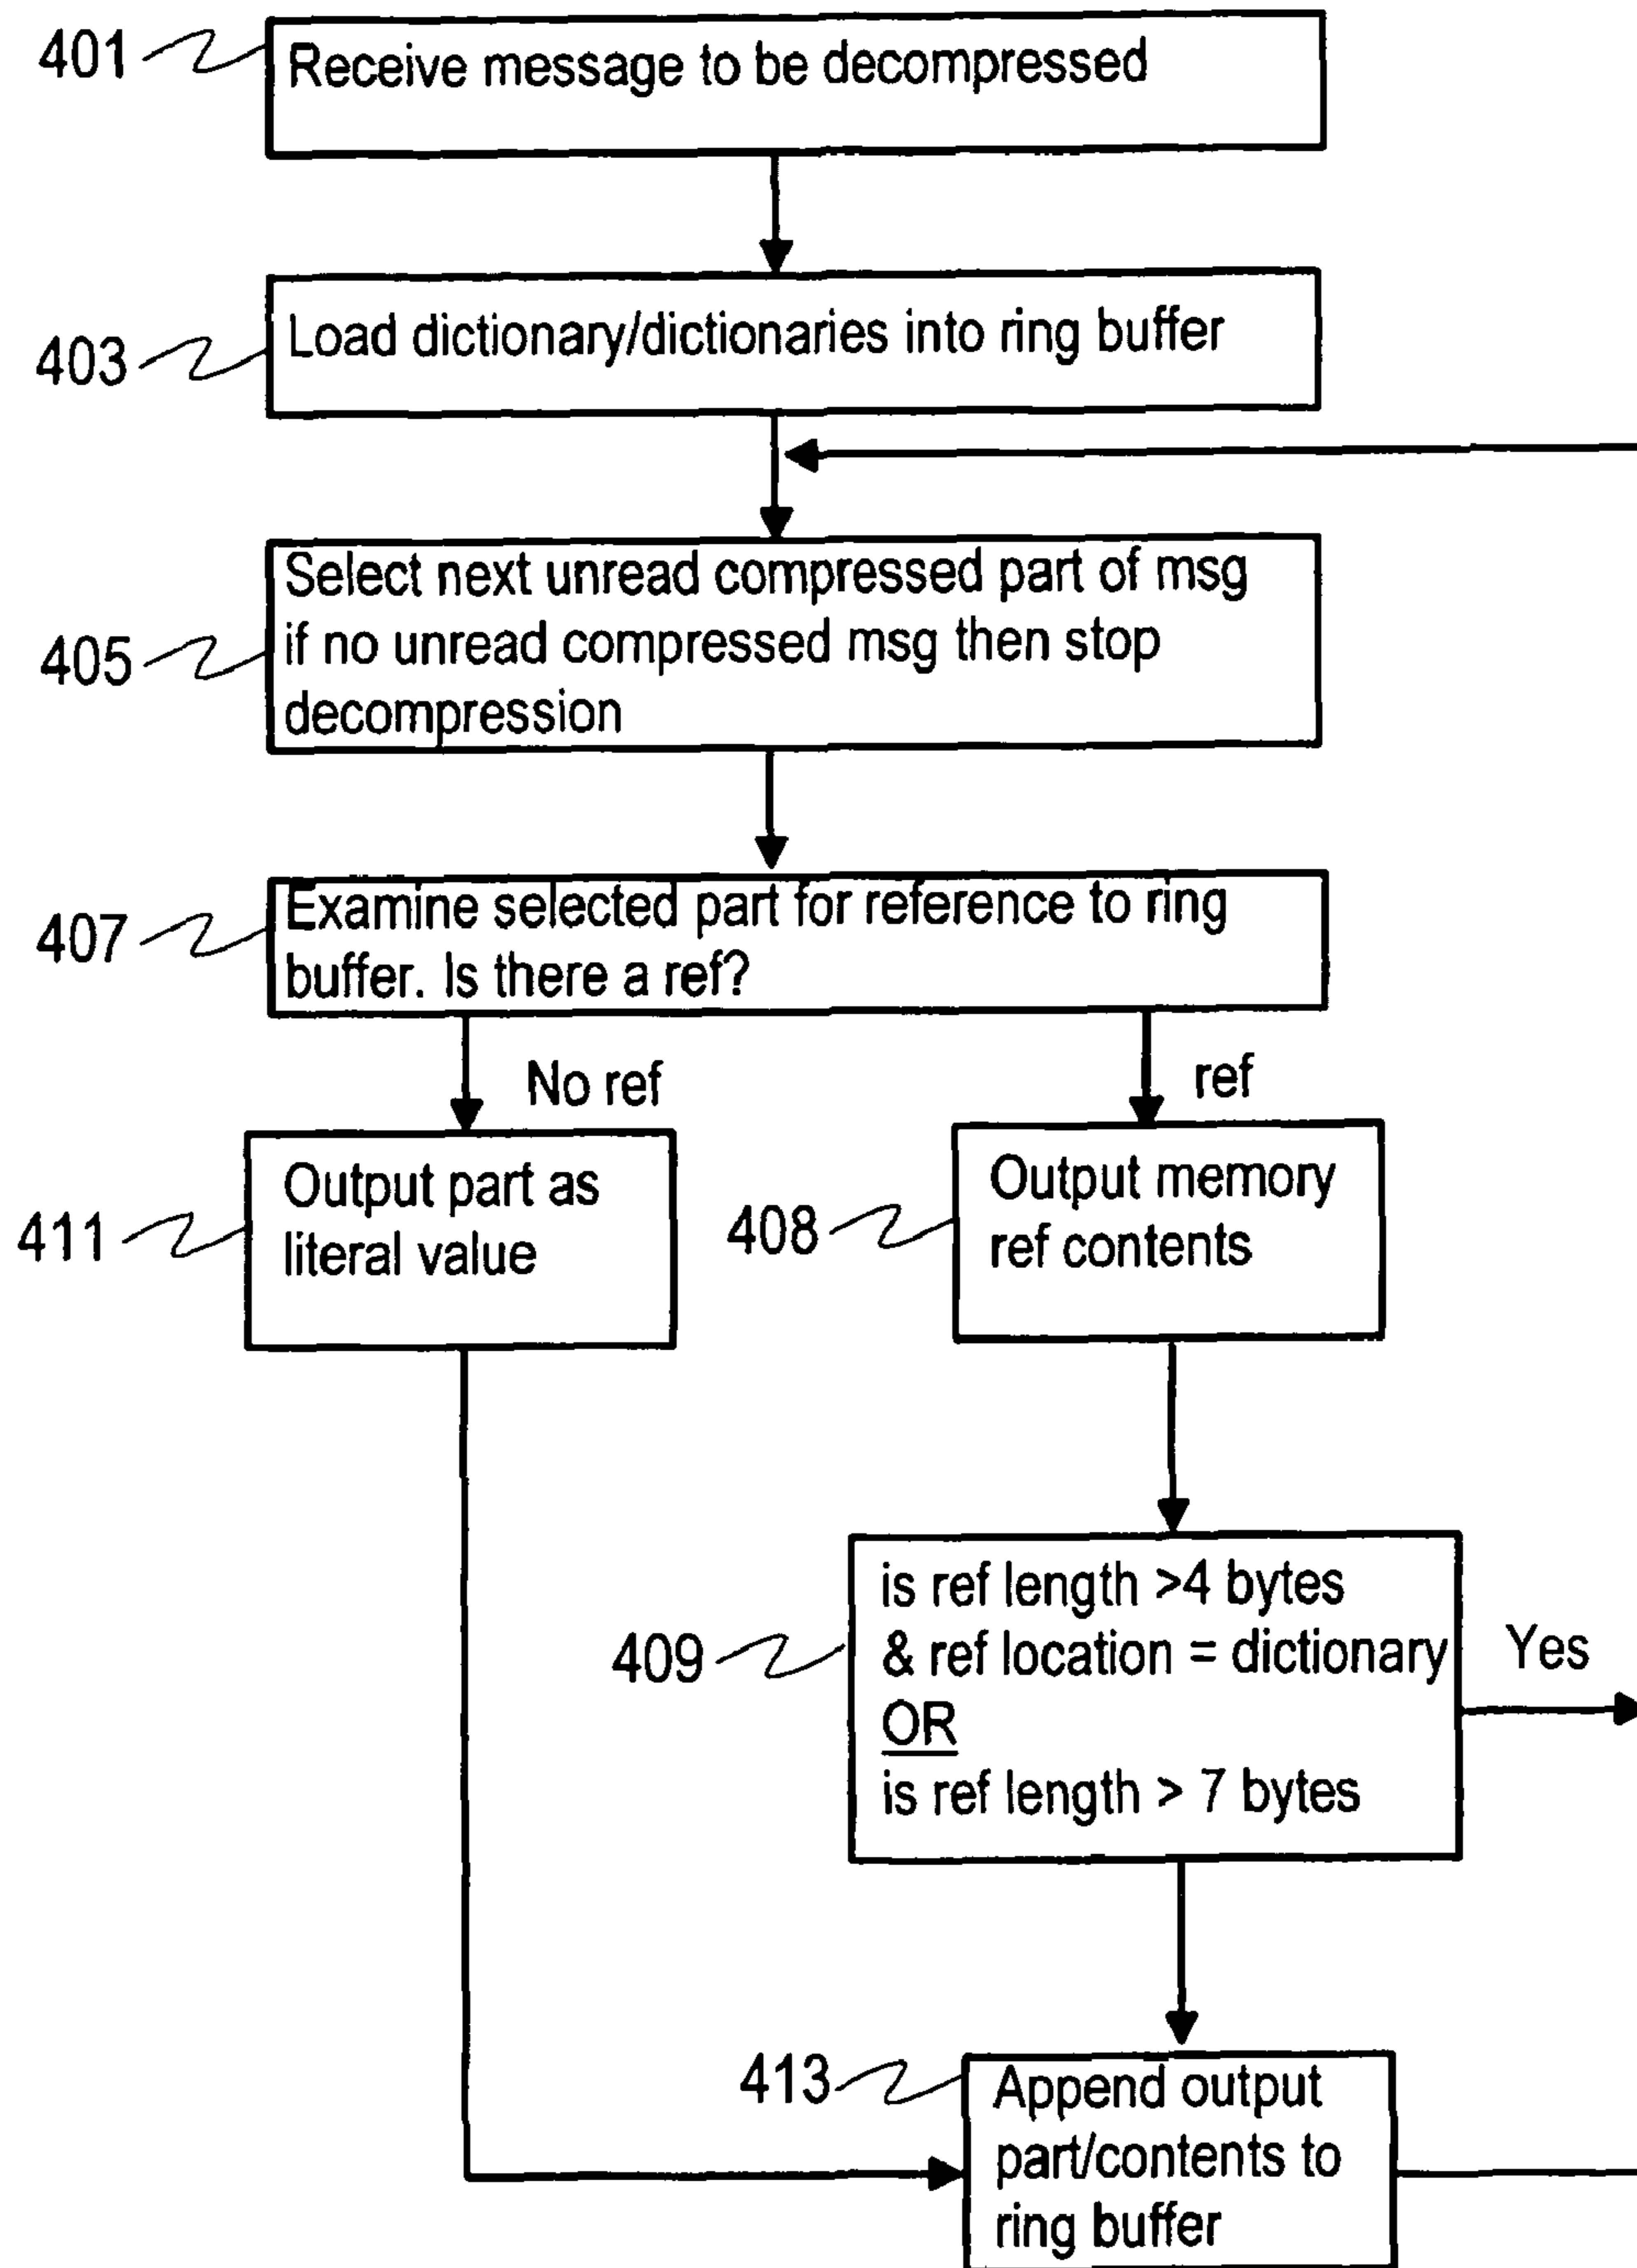 401
Receive message to be decompressed
403
Load dictionary/dictionaries into ring buffer
405
Select next unread compressed part of msg
if no unread compressed msg then stop
decompression
407
Examine selected part for reference to ring
buffer. Is there a ref?
No ref
ref
411
Output part as
literal value
408
Output memory
ref contents
409
is ref length >4 bytes
& ref location = dictionary
OR
is ref length > 7 bytes
Yes
413
Append output
part/contents to
ring buffer